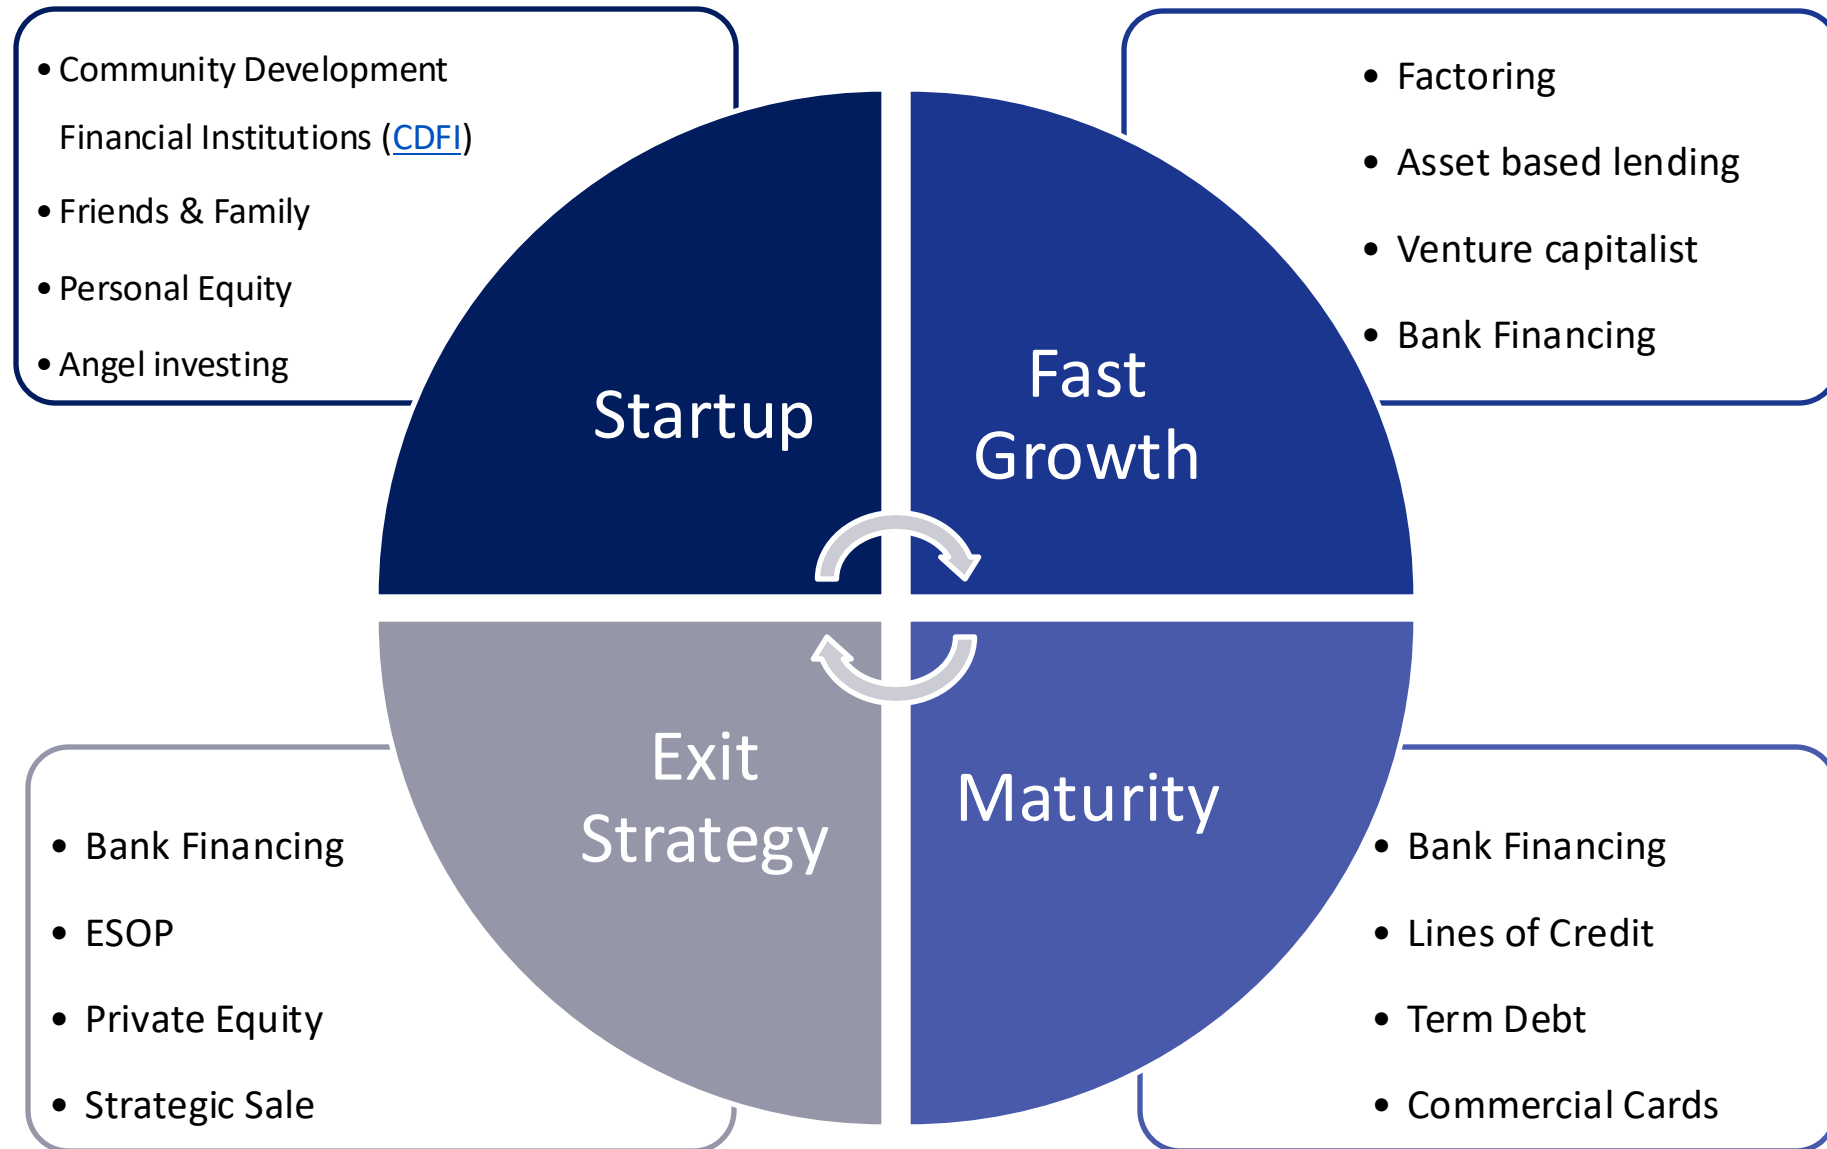 • Community Development
Financial Institutions (CDFI)
• Friends & Family
• Personal Equity
• Angel investing
Startup
• Factoring
• Asset based lending
• Venture capitalist
• Bank Financing
Fast
Growth
Maturity
• Bank Financing
• Lines of Credit
• Term Debt
• Commercial Cards
Exit
Strategy
• Bank Financing
• ESOP
• Private Equity
• Strategic Sale